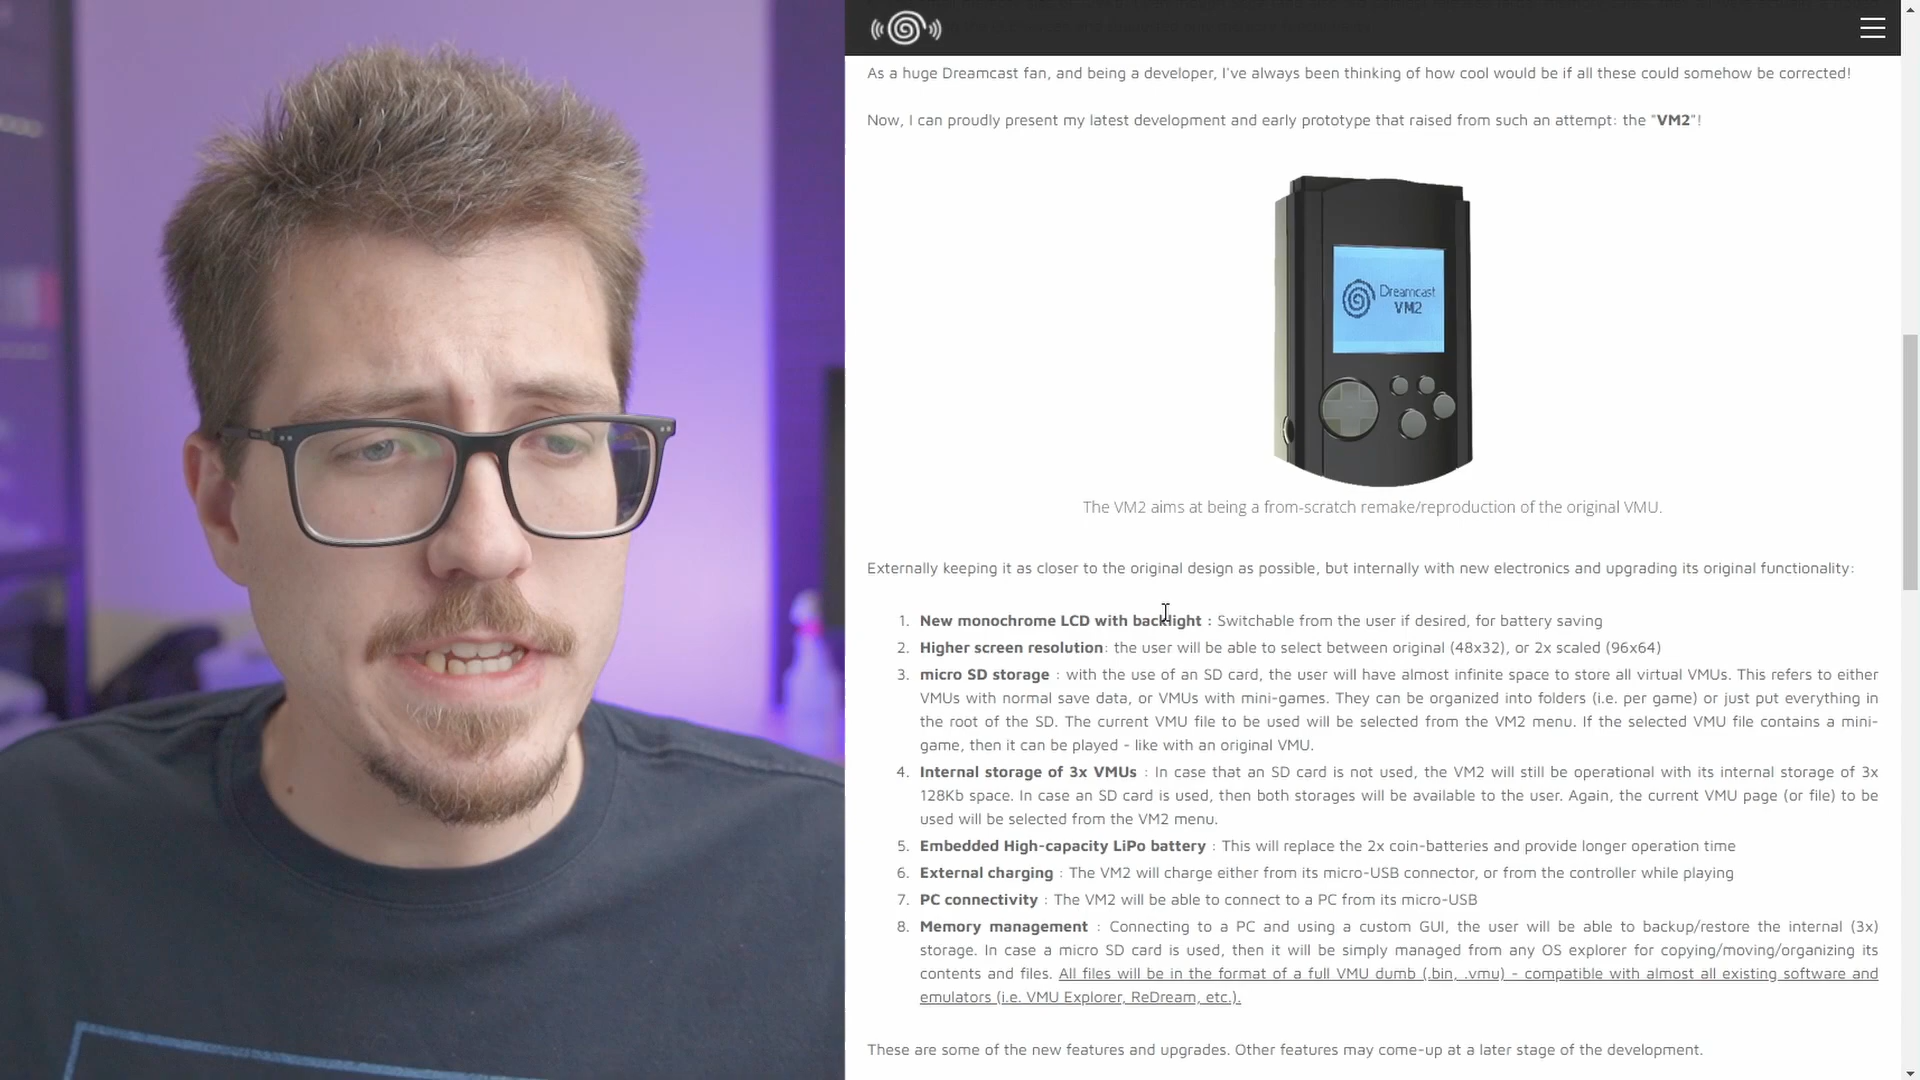 As a huge Dreamcast fan, and being a developer, I've always been thinking of how cool would be if all these could somehow be corrected!
Now, I can proudly present my latest development and early prototype that raised from such an attempt: the "VM2"!
Dreamcast
VM2
The VM2 aims at being a from-scratch remake/reproduction of the original VMU.
Externally keeping it as closer to the original design as possible, but internally with new electronics and upgrading its original functionality:
1. New monochrome LCD with backlight : Switchable from the user if desired, for battery saving
2. Higher screen resolution: the user will be able to select between original (48x32), or 2x scaled (96x64)
3. micro SD storage : with the use of an SD card, the user will have almost infinite space to store all virtual VMUs. This refers to either
VMUs with normal save data, or VMUs with mini-games. They can be organized into folders (i.e. per game) or just put everything in
the root of the SD. The current VMU file to be used will be selected from the VM2 menu. If the selected VMU file contains a mini-
game, then it can be played - like with an original VMU.
4. Internal storage of 3x VMUs : In case that an SD card is not used, the VM2 will still be operational with its internal storage of 3x
128Kb space. In case an SD card is used, then both storages will be available to the user. Again, the current VMU page (or file) to be
used will be selected from the VM2 menu.
5. Embedded High-capacity LiPo battery : This will replace the 2x coin-batteries and provide longer operation time
6. External charging : The VM2 will charge either from its micro-USB connector, or from the controller while playing
7. PC connectivity : The VM2 will be able to connect to a PC from its micro-USB
8. Memory management : Connecting to a PC and using a custom GUI, the user will be able to backup/restore the internal (3x)
storage. In case a micro SD card is used, then it will be simply managed from any OS explorer for copying/moving/organizing its
contents and files. All files will be in the format of a full VMU dumb (.bin, .vmu) - compatible with almost all existing software and
emulators (i.e. VMU Explorer, ReDream, etc.).
These are some of the new features and upgrades. Other features may come-up at a later stage of the development.